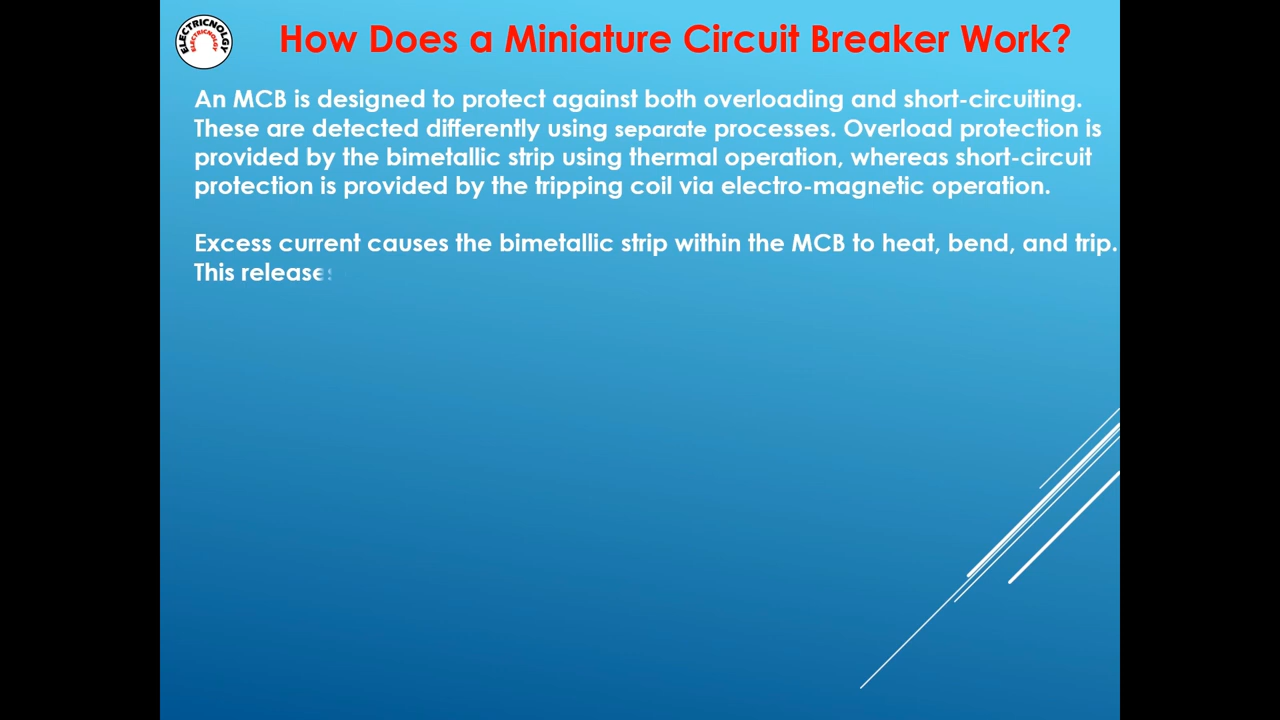 ELECTRICNOLGY
ELECTRICNOLGY
How Does a Miniature Circuit Breaker Work?
An MCB is designed to protect against both overloading and short-circuiting.
These are detected differently using separate processes. Overload protection is
provided by the bimetallic strip using thermal operation, whereas short-circuit
protection is provided by the tripping coil via electro-magnetic operation.
Excess current causes the bimetallic strip within the MCB to heat, bend, and trip.
This releases